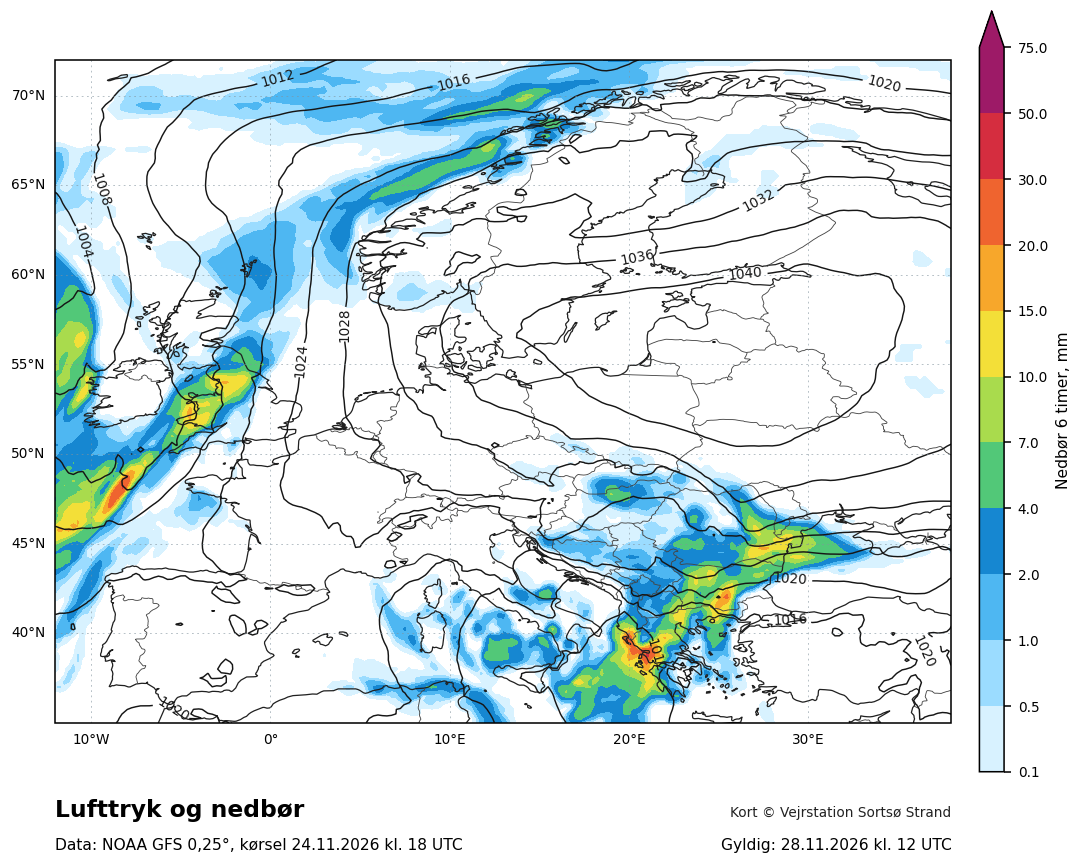 75.0
50.0
30.0
20.0
15.0
10.0
7.0
4.0
2.0
1.0
0.5
0.1
Nedbør 6 timer, mm
70°N
65°N
60°N
55°N
50°N
45°N
40°N
10°W
0°
10°E
20°E
30°E
1012
1016
1020
1008
1004
1032
1036
1040
1028
1024
1020
1016
1020
1020
Lufttryk og nedbør
Kort © Vejrstation Sortsø Strand
Data: NOAA GFS 0,25°, kørsel 24.11.2026 kl. 18 UTC
Gyldig: 28.11.2026 kl. 12 UTC